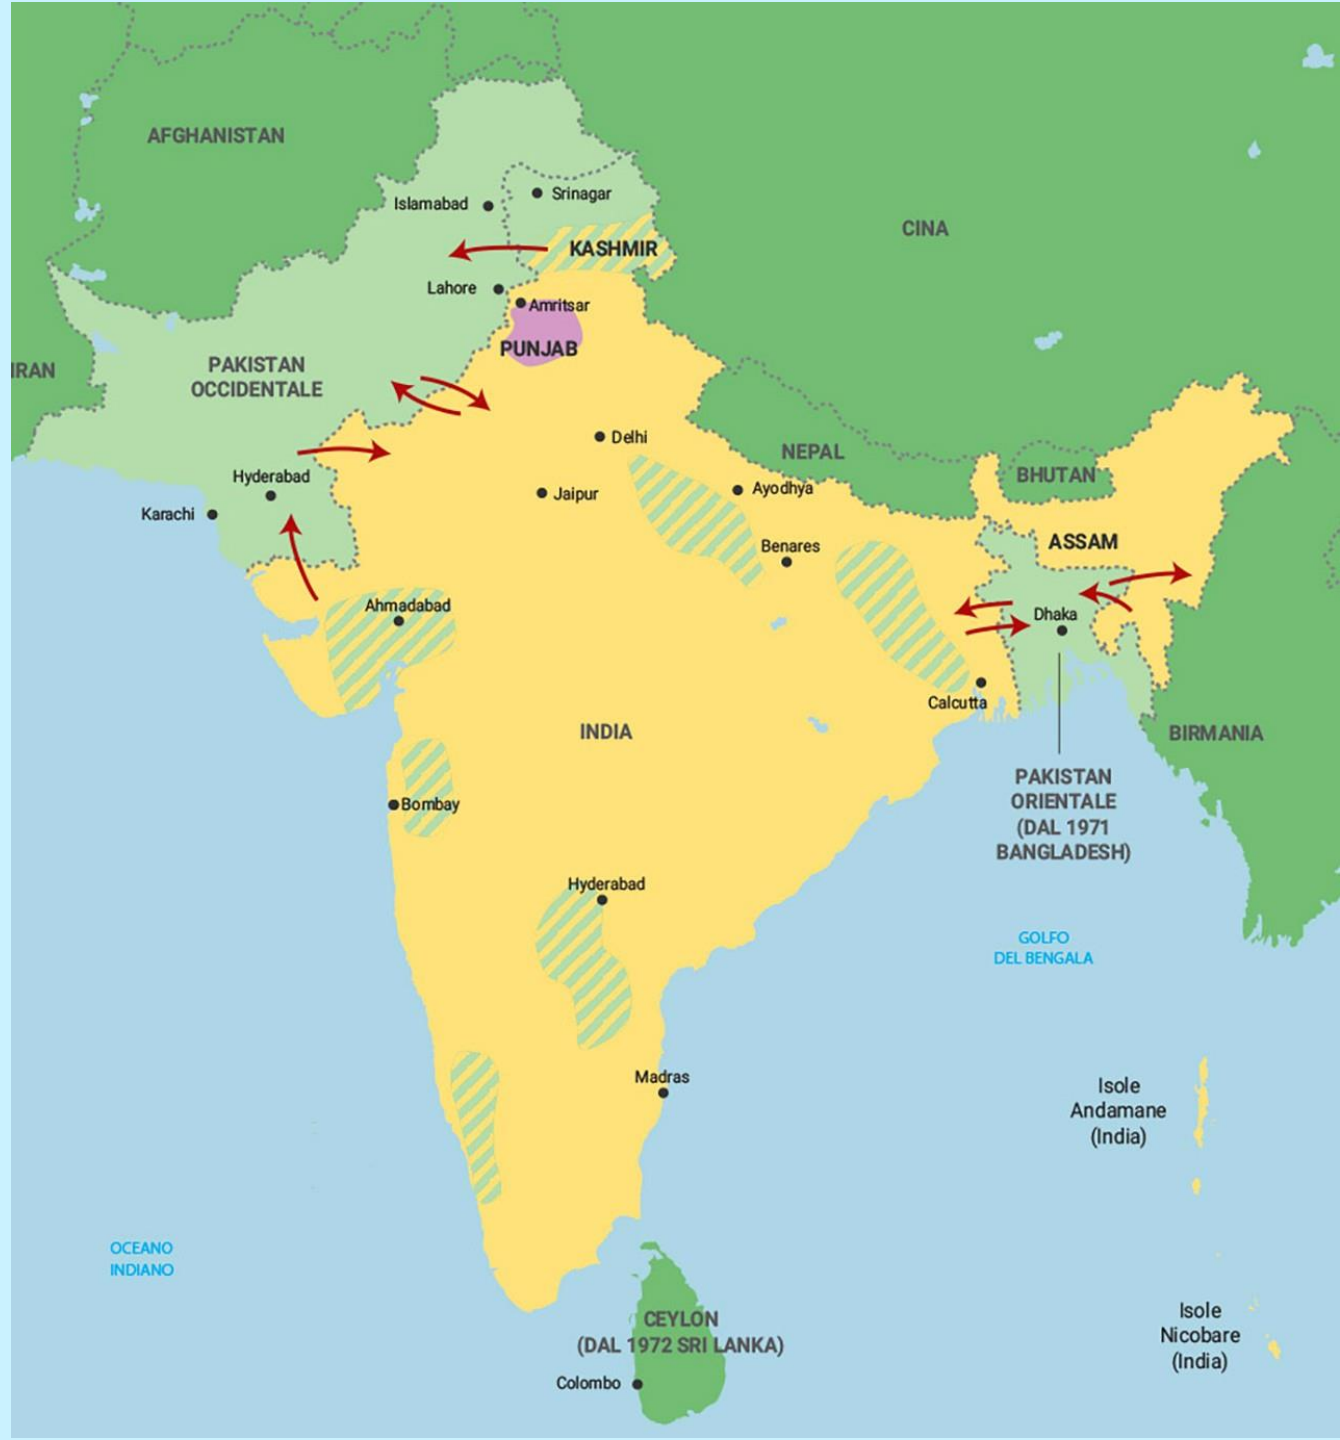 AFGHANISTAN
Islamabad
Srinagar
CINA
KASHMIR
Lahore
Amritsar
PUNJAB
IRAN
PAKISTAN
OCCIDENTALE
Delhi
NEPAL
BHUTAN
Hyderabad
Jaipur
Ayodhya
Karachi
Benares
ASSAM
Ahmadabad
Dhaka
Calcutta
INDIA
BIRMANIA
PAKISTAN
ORIENTALE
(DAL 1971
BANGLADESH)
Bombay
Hyderabad
GOLFO
DEL BENGALA
Madras
Isole
Andamane
(India)
OCEANO
INDIANO
CEYLON
(DAL 1972 SRI LANKA)
Isole
Nicobare
(India)
Colombo